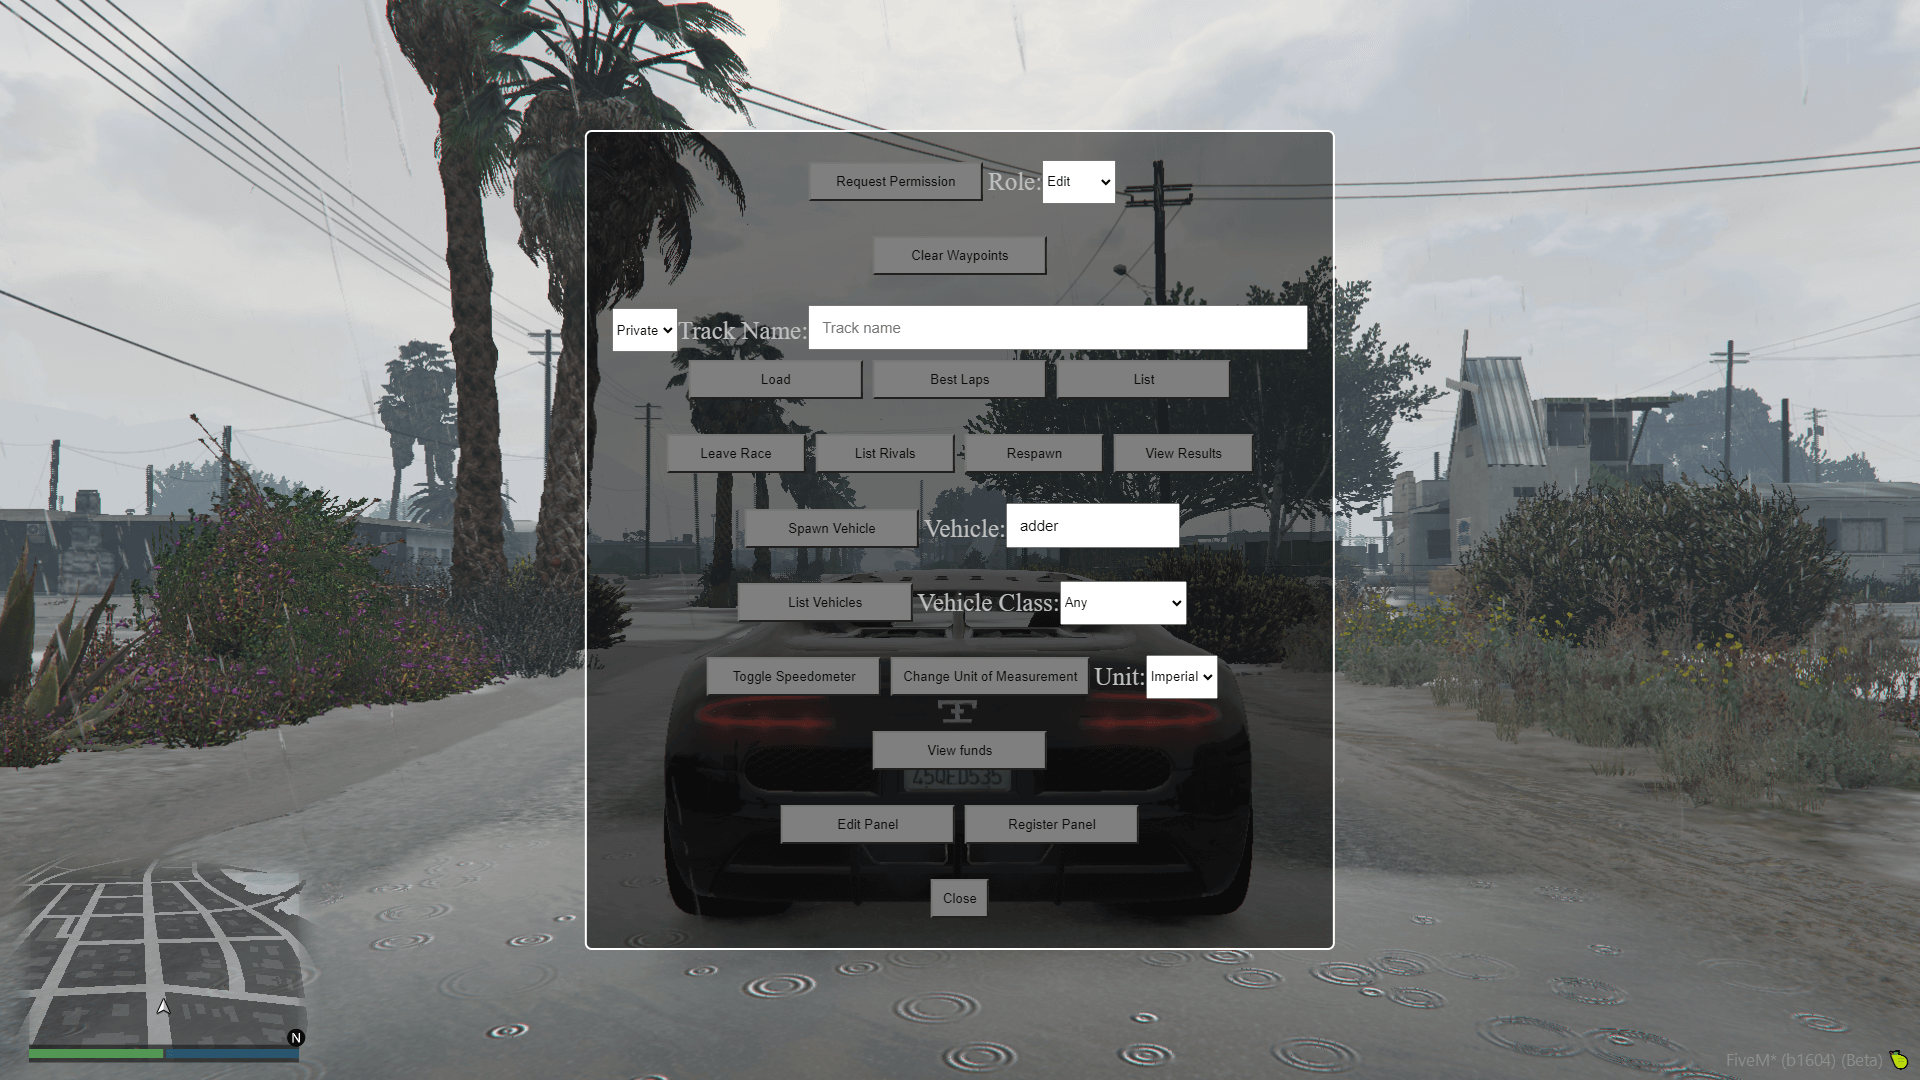 Request Permission Role: Edit
Clear Waypoints
Private Track Name: Track name
Load Best Laps List
Leave Race List Rivals Respawn View Results
Spawn Vehicle Vehicle: adder
List Vehicles Vehicle Class: Any
Toggle Speedometer Change Unit of Measurement Unit: Imperial
View funds
45QED535
Edit Panel Register Panel
Close
N
FiveM* (b1604) (Beta)